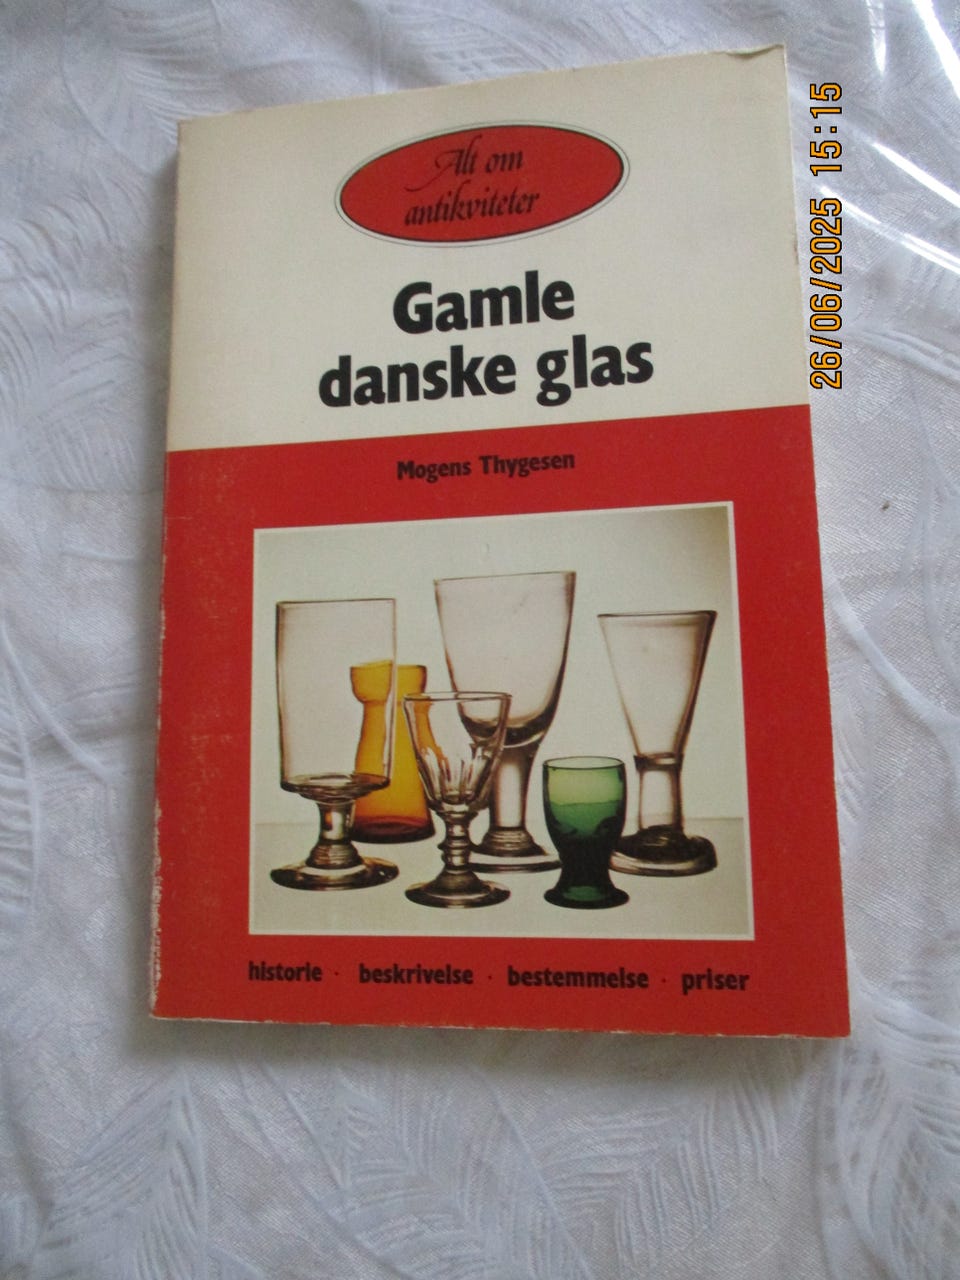 Alt om
antikviteter
Gamle
danske glas
Mogens Thygesen
historie · beskrivelse · bestemmelse · priser
26/06/2025 15:15